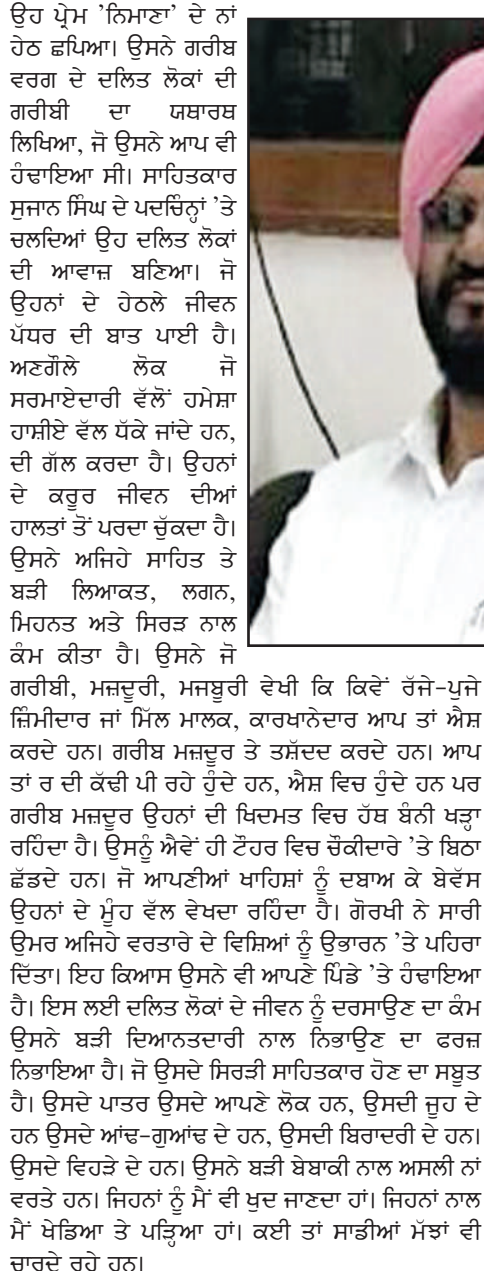 ਉਹ ਪ੍ਰੇਮ 'ਨਿਮਾਣਾ' ਦੇ ਨਾਂ
ਹੇਠ ਛਪਿਆ। ਉਸਨੇ ਗਰੀਬ
ਵਰਗ ਦੇ ਦਲਿਤ ਲੋਕਾਂ ਦੀ
ਗਰੀਬੀ ਦਾ ਯਥਾਰਥ
ਲਿਖਿਆ, ਜੋ ਉਸਨੇ ਆਪ ਵੀ
ਹੰਢਾਇਆ ਸੀ। ਸਾਹਿਤਕਾਰ
ਸੁਜਾਨ ਸਿੰਘ ਦੇ ਪਦਚਿੰਨ੍ਹਾਂ 'ਤੇ
ਚਲਦਿਆਂ ਉਹ ਦਲਿਤ ਲੋਕਾਂ
ਦੀ ਆਵਾਜ਼ ਬਣਿਆ। ਜੋ
ਉਹਨਾਂ ਦੇ ਹੇਠਲੇ ਜੀਵਨ
ਪੱਧਰ ਦੀ ਬਾਤ ਪਾਈ ਹੈ।
ਅਣਗੌਲੇ ਲੋਕ ਜੋ
ਸਰਮਾਏਦਾਰੀ ਵੱਲੋਂ ਹਮੇਸ਼ਾ
ਹਾਸ਼ੀਏ ਵੱਲ ਧੱਕੇ ਜਾਂਦੇ ਹਨ,
ਦੀ ਗੱਲ ਕਰਦਾ ਹੈ। ਉਹਨਾਂ
ਦੇ ਕਰੂਰ ਜੀਵਨ ਦੀਆਂ
ਹਾਲਤਾਂ ਤੋਂ ਪਰਦਾ ਚੁੱਕਦਾ ਹੈ।
ਉਸਨੇ ਅਜਿਹੇ ਸਾਹਿਤ ਤੇ
ਬੜੀ ਲਿਆਕਤ, ਲਗਨ,
ਮਿਹਨਤ ਅਤੇ ਸਿਰੜ ਨਾਲ
ਕੰਮ ਕੀਤਾ ਹੈ। ਉਸਨੇ ਜੋ
ਗਰੀਬੀ, ਮਜ਼ਦੂਰੀ, ਮਜਬੂਰੀ ਵੇਖੀ ਕਿ ਕਿਵੇਂ ਰੱਜੇ-ਪੁਜੇ
ਜ਼ਿੰਮੀਦਾਰ ਜਾਂ ਮਿੱਲ ਮਾਲਕ, ਕਾਰਖਾਨੇਦਾਰ ਆਪ ਤਾਂ ਐਸ਼
ਕਰਦੇ ਹਨ। ਗਰੀਬ ਮਜ਼ਦੂਰ ਤੇ ਤਸ਼ੱਦਦ ਕਰਦੇ ਹਨ। ਆਪ
ਤਾਂ ਰ ਦੀ ਕੱਢੀ ਪੀ ਰਹੇ ਹੁੰਦੇ ਹਨ, ਐਸ਼ ਵਿਚ ਹੁੰਦੇ ਹਨ ਪਰ
ਗਰੀਬ ਮਜ਼ਦੂਰ ਉਹਨਾਂ ਦੀ ਖਿਦਮਤ ਵਿਚ ਹੱਥ ਬੰਨੀ ਖੜ੍ਹਾ
ਰਹਿੰਦਾ ਹੈ। ਉਸਨੂੰ ਐਵੇਂ ਹੀ ਟੌਹਰ ਵਿਚ ਚੌਕੀਦਾਰੇ 'ਤੇ ਬਿਠਾ
ਛੱਡਦੇ ਹਨ। ਜੋ ਆਪਣੀਆਂ ਖਾਹਿਸ਼ਾਂ ਨੂੰ ਦਬਾਅ ਕੇ ਬੇਵੱਸ
ਉਹਨਾਂ ਦੇ ਮੂੰਹ ਵੱਲ ਵੇਖਦਾ ਰਹਿੰਦਾ ਹੈ। ਗੋਰਖੀ ਨੇ ਸਾਰੀ
ਉਮਰ ਅਜਿਹੇ ਵਰਤਾਰੇ ਦੇ ਵਿਸ਼ਿਆਂ ਨੂੰ ਉਭਾਰਨ 'ਤੇ ਪਹਿਰਾ
ਦਿੱਤਾ। ਇਹ ਕਿਆਸ ਉਸਨੇ ਵੀ ਆਪਣੇ ਪਿੰਡੇ 'ਤੇ ਹੰਢਾਇਆ
ਹੈ। ਇਸ ਲਈ ਦਲਿਤ ਲੋਕਾਂ ਦੇ ਜੀਵਨ ਨੂੰ ਦਰਸਾਉਣ ਦਾ ਕੰਮ
ਉਸਨੇ ਬੜੀ ਦਿਆਨਤਦਾਰੀ ਨਾਲ ਨਿਭਾਉਣ ਦਾ ਫਰਜ਼
ਨਿਭਾਇਆ ਹੈ। ਜੋ ਉਸਦੇ ਸਿਰੜੀ ਸਾਹਿਤਕਾਰ ਹੋਣ ਦਾ ਸਬੂਤ
ਹੈ। ਉਸਦੇ ਪਾਤਰ ਉਸਦੇ ਆਪਣੇ ਲੋਕ ਹਨ, ਉਸਦੀ ਜੂਹ ਦੇ
ਹਨ ਉਸਦੇ ਆਂਢ-ਗੁਆਂਢ ਦੇ ਹਨ, ਉਸਦੀ ਬਿਰਾਦਰੀ ਦੇ ਹਨ।
ਉਸਦੇ ਵਿਹੜੇ ਦੇ ਹਨ। ਉਸਨੇ ਬੜੀ ਬੇਬਾਕੀ ਨਾਲ ਅਸਲੀ ਨਾਂ
ਵਰਤੇ ਹਨ। ਜਿਹਨਾਂ ਨੂੰ ਮੈਂ ਵੀ ਖੁਦ ਜਾਣਦਾ ਹਾਂ। ਜਿਹਨਾਂ ਨਾਲ
ਮੈਂ ਖੇਡਿਆ ਤੇ ਪੜ੍ਹਿਆ ਹਾਂ। ਕਈ ਤਾਂ ਸਾਡੀਆਂ ਮੱਝਾਂ ਵੀ
ਚਾਰਦੇ ਰਹੇ ਹਨ।